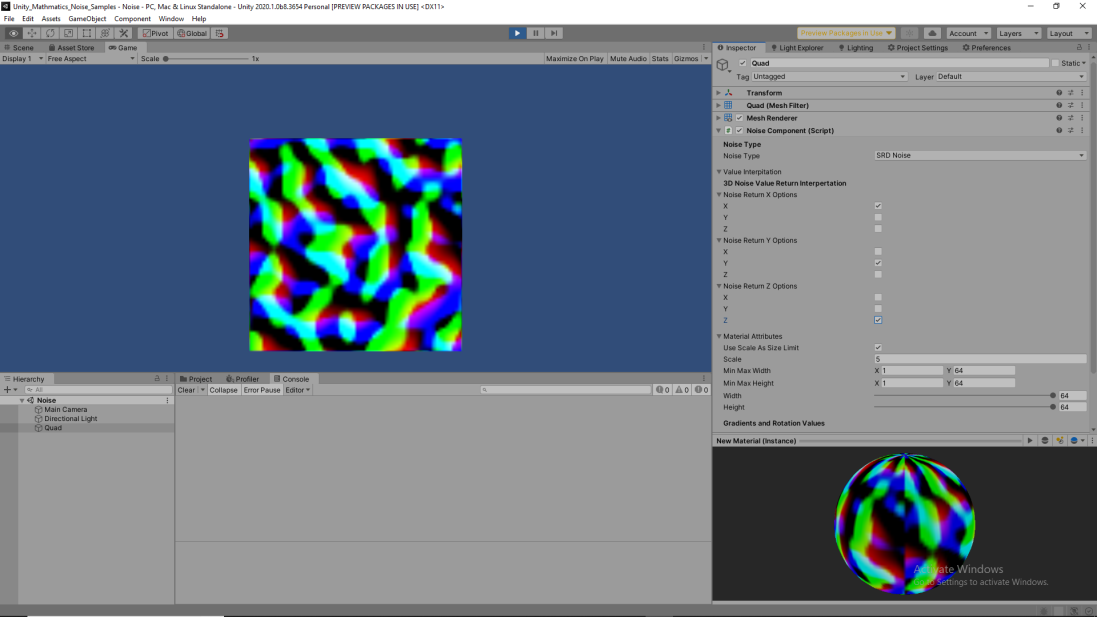 Unity_Mathmatics_Noise_Samples - Noise - PC, Mac & Linux Standalone - Unity 2020.1.0b8.3654 Personal [PREVIEW PACKAGES IN USE] <DX11>
File Edit Assets GameObject Component Window Help
Pivot Global Preview Packages in Use Account Layers Layout
Scene Asset Store Game
Display 1 Free Aspect Scale 1x Maximize On Play Mute Audio Stats Gizmos
Hierarchy
All
Noise
Main Camera
Directional Light
Quad
Project Profiler Console
Clear Collapse Error Pause Editor 0 0 0
Inspector Light Explorer Lighting Project Settings Preferences
Quad Static
Tag Untagged Layer Default
Transform
Quad (Mesh Filter)
Mesh Renderer
Noise Component (Script)
Noise Type
Noise Type SRD Noise
Value Interpitation
3D Noise Value Return Interpertation
Noise Return X Options
X
Y
Z
Noise Return Y Options
X
Y
Z
Noise Return Z Options
X
Y
Z
Material Attributes
Use Scale As Size Limit
Scale 5
Min Max Width X 1 Y 64
Min Max Height X 1 Y 64
Width 64
Height 64
Gradients and Rotation Values
New Material (Instance)
Activate Windows
Go to Settings to activate Windows.